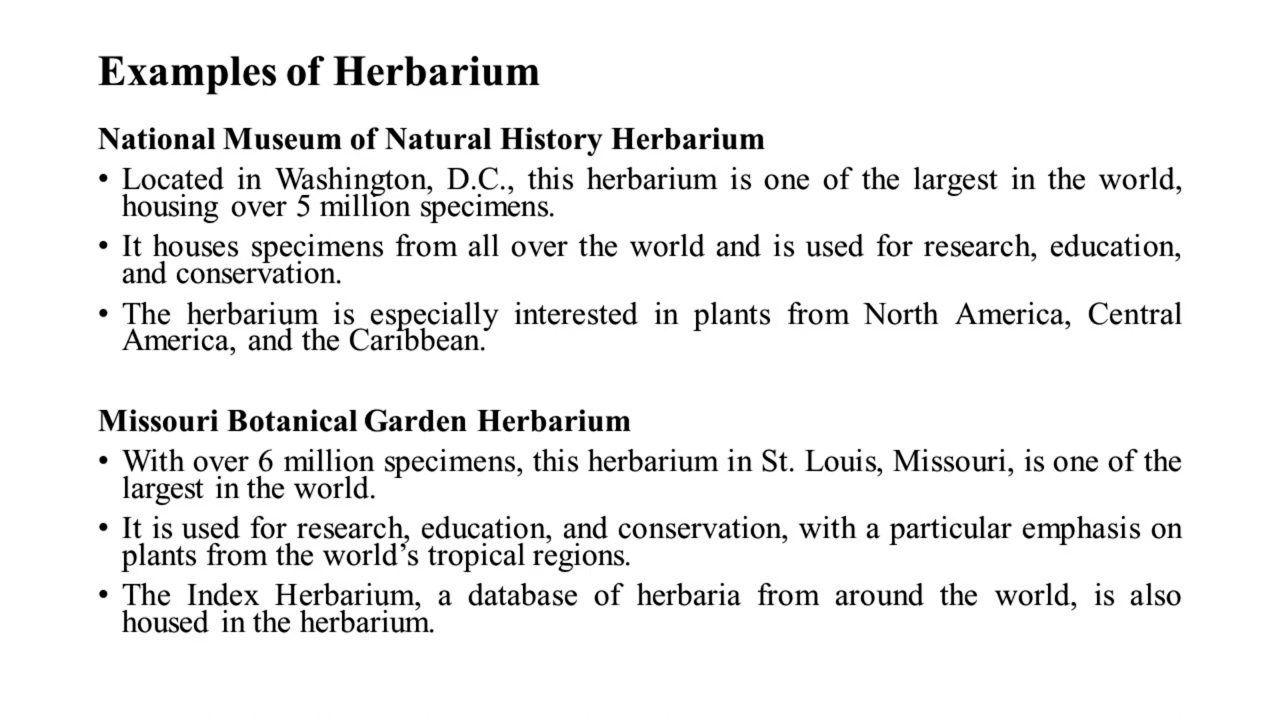 Examples of Herbarium
National Museum of Natural History Herbarium
• Located in Washington, D.C., this herbarium is one of the largest in the world,
housing over 5 million specimens.
• It houses specimens from all over the world and is used for research, education,
and conservation.
• The herbarium is especially interested in plants from North America, Central
America, and the Caribbean.
Missouri Botanical Garden Herbarium
• With over 6 million specimens, this herbarium in St. Louis, Missouri, is one of the
largest in the world.
• It is used for research, education, and conservation, with a particular emphasis on
plants from the world’s tropical regions.
• The Index Herbarium, a database of herbaria from around the world, is also
housed in the herbarium.